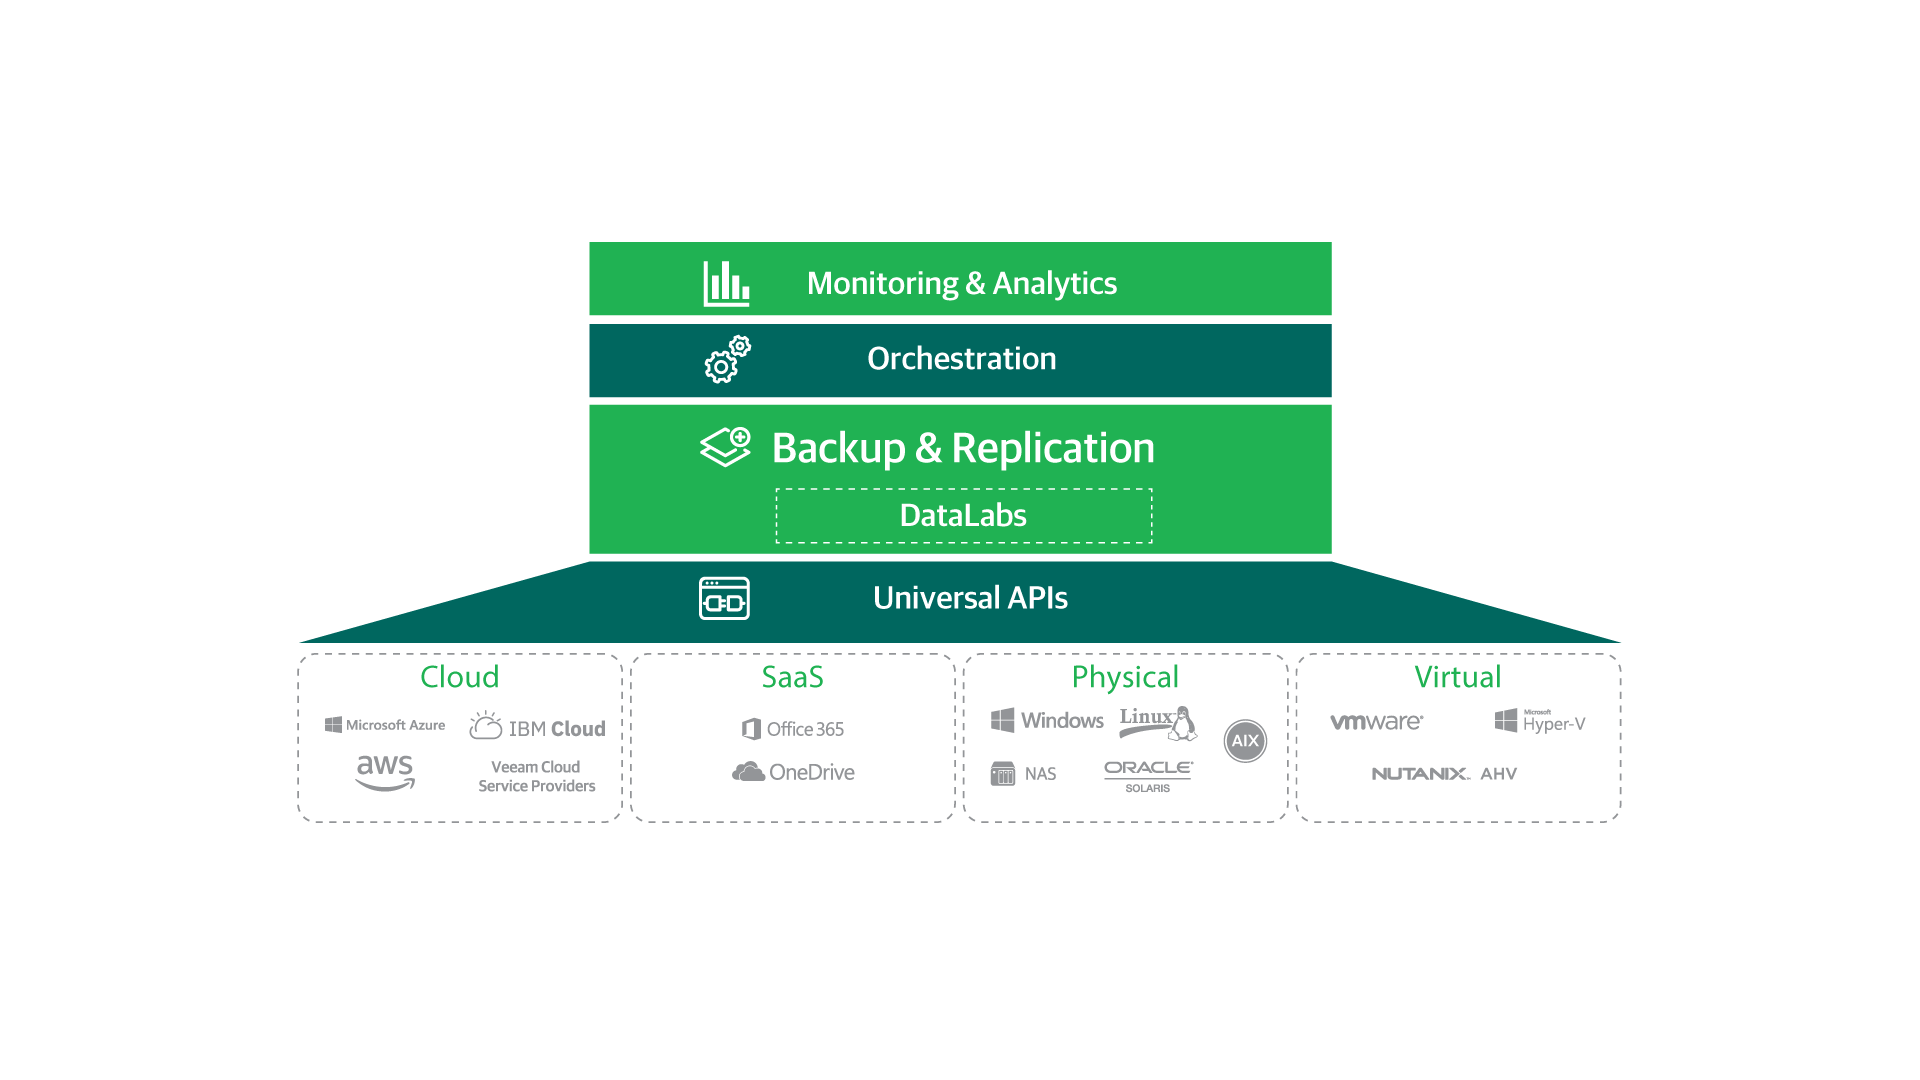 Monitoring & Analytics
Orchestration
Backup & Replication
DataLabs
Universal APIs
Cloud
Microsoft Azure
IBM Cloud
aws
Veeam Cloud
Service Providers
SaaS
Office 365
OneDrive
Physical
Windows
Linux
AIX
NAS
ORACLE
SOLARIS
Virtual
vmware
Microsoft
Hyper-V
NUTANIX AHV